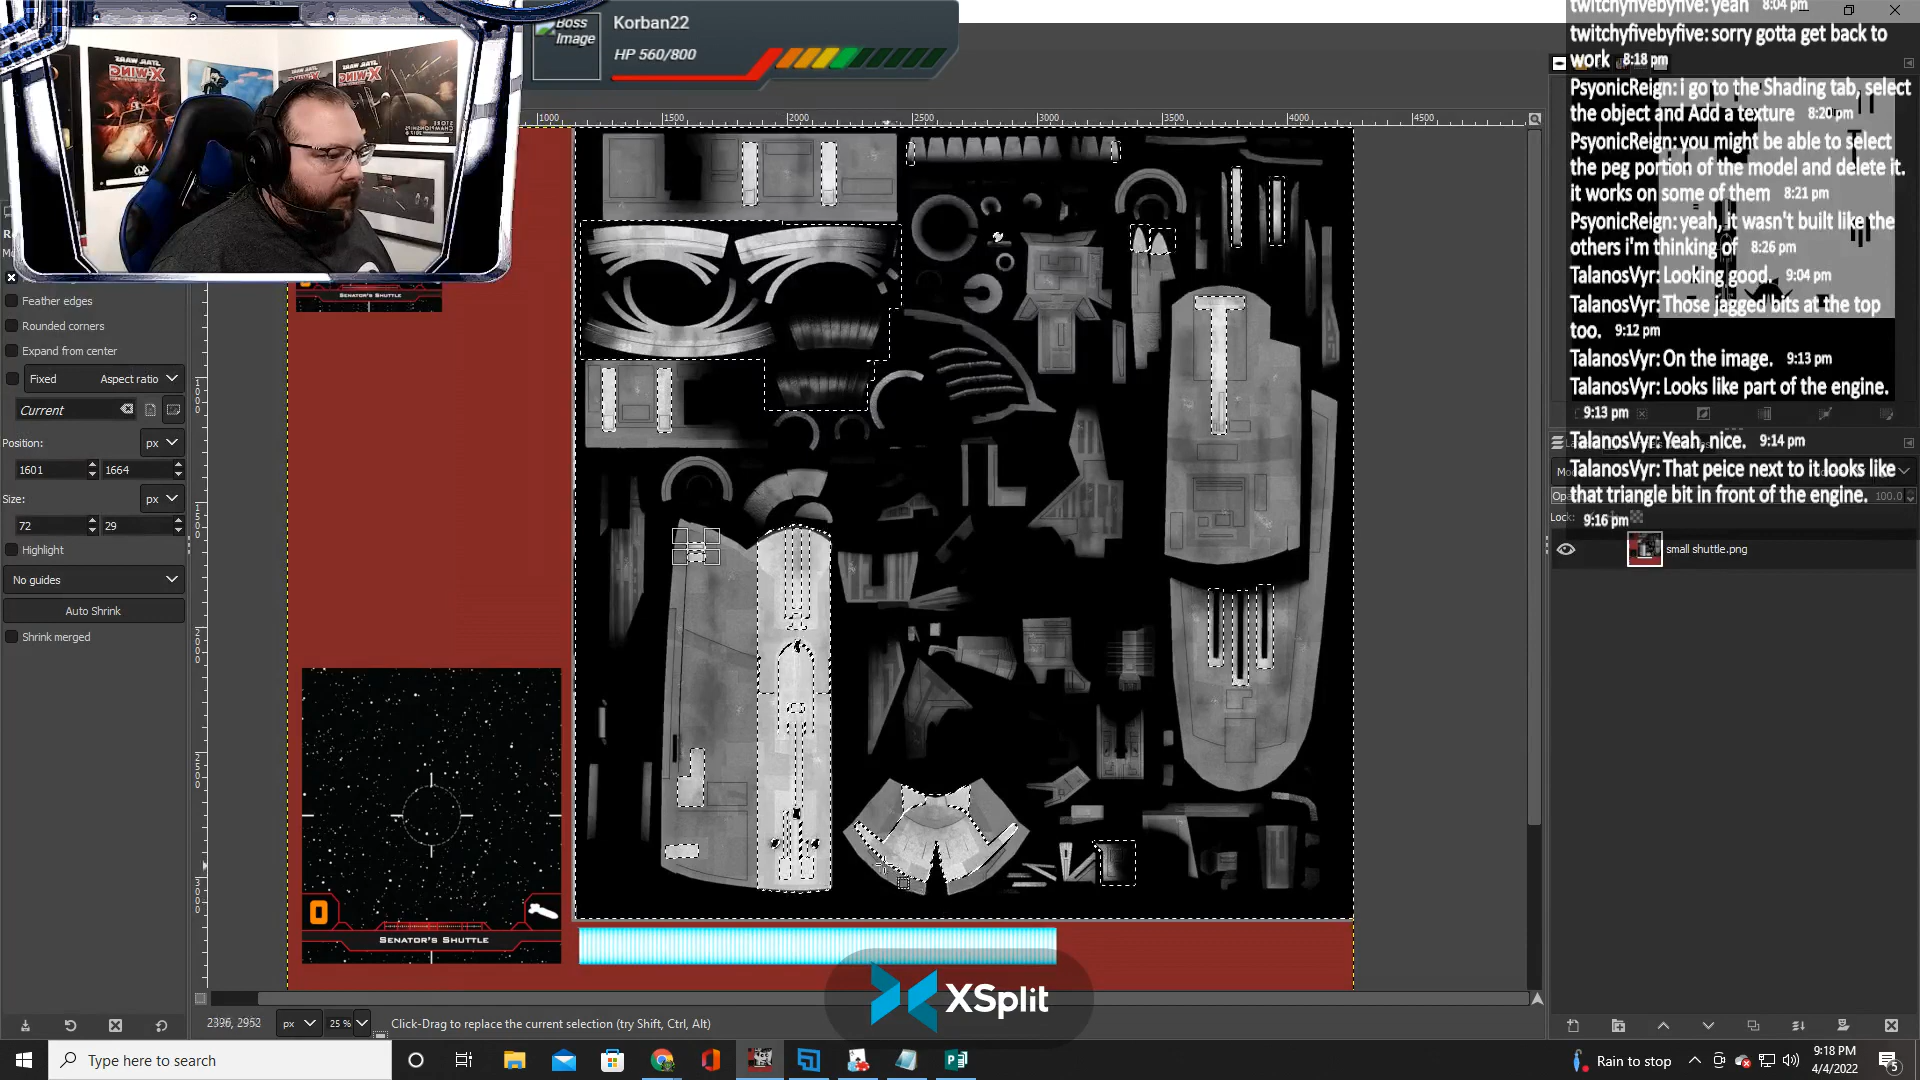 Boss
Image
Korban22
HP 560/800
twitchyfivebyfive: yeah 8:04 pm
twitchyfivebyfive: sorry gotta get back to
work 8:18 pm
PsyonicReign: i go to the Shading tab, select
the object and Add a texture 8:20 pm
PsyonicReign: you might be able to select
the peg portion of the model and delete it.
it works on some of them 8:21 pm
PsyonicReign: yeah, it wasn't built like the
others i'm thinking of 8:26 pm
TalanosVyr: Looking good. 9:04 pm
TalanosVyr: Those jagged bits at the top
too. 9:12 pm
TalanosVyr: On the image. 9:13 pm
TalanosVyr: Looks like part of the engine.
9:13 pm
TalanosVyr: Yeah, nice. 9:14 pm
TalanosVyr: That peice next to it looks like
that triangle bit in front of the engine.
9:16 pm
100.0
Lock:
small shuttle.png
1000
1500
2000
2500
3000
3500
4000
4500
Feather edges
Rounded corners
Expand from center
Fixed Aspect ratio
Current
Position:
px
1601 1664
Size:
px
72 29
Highlight
No guides
Auto Shrink
Shrink merged
SENATOR'S SHUTTLE
0
SENATOR'S SHUTTLE
XSplit
2396, 2952 px 25 % Click-Drag to replace the current selection (try Shift, Ctrl, Alt)
Type here to search
Rain to stop
9:18 PM
4/4/2022
5